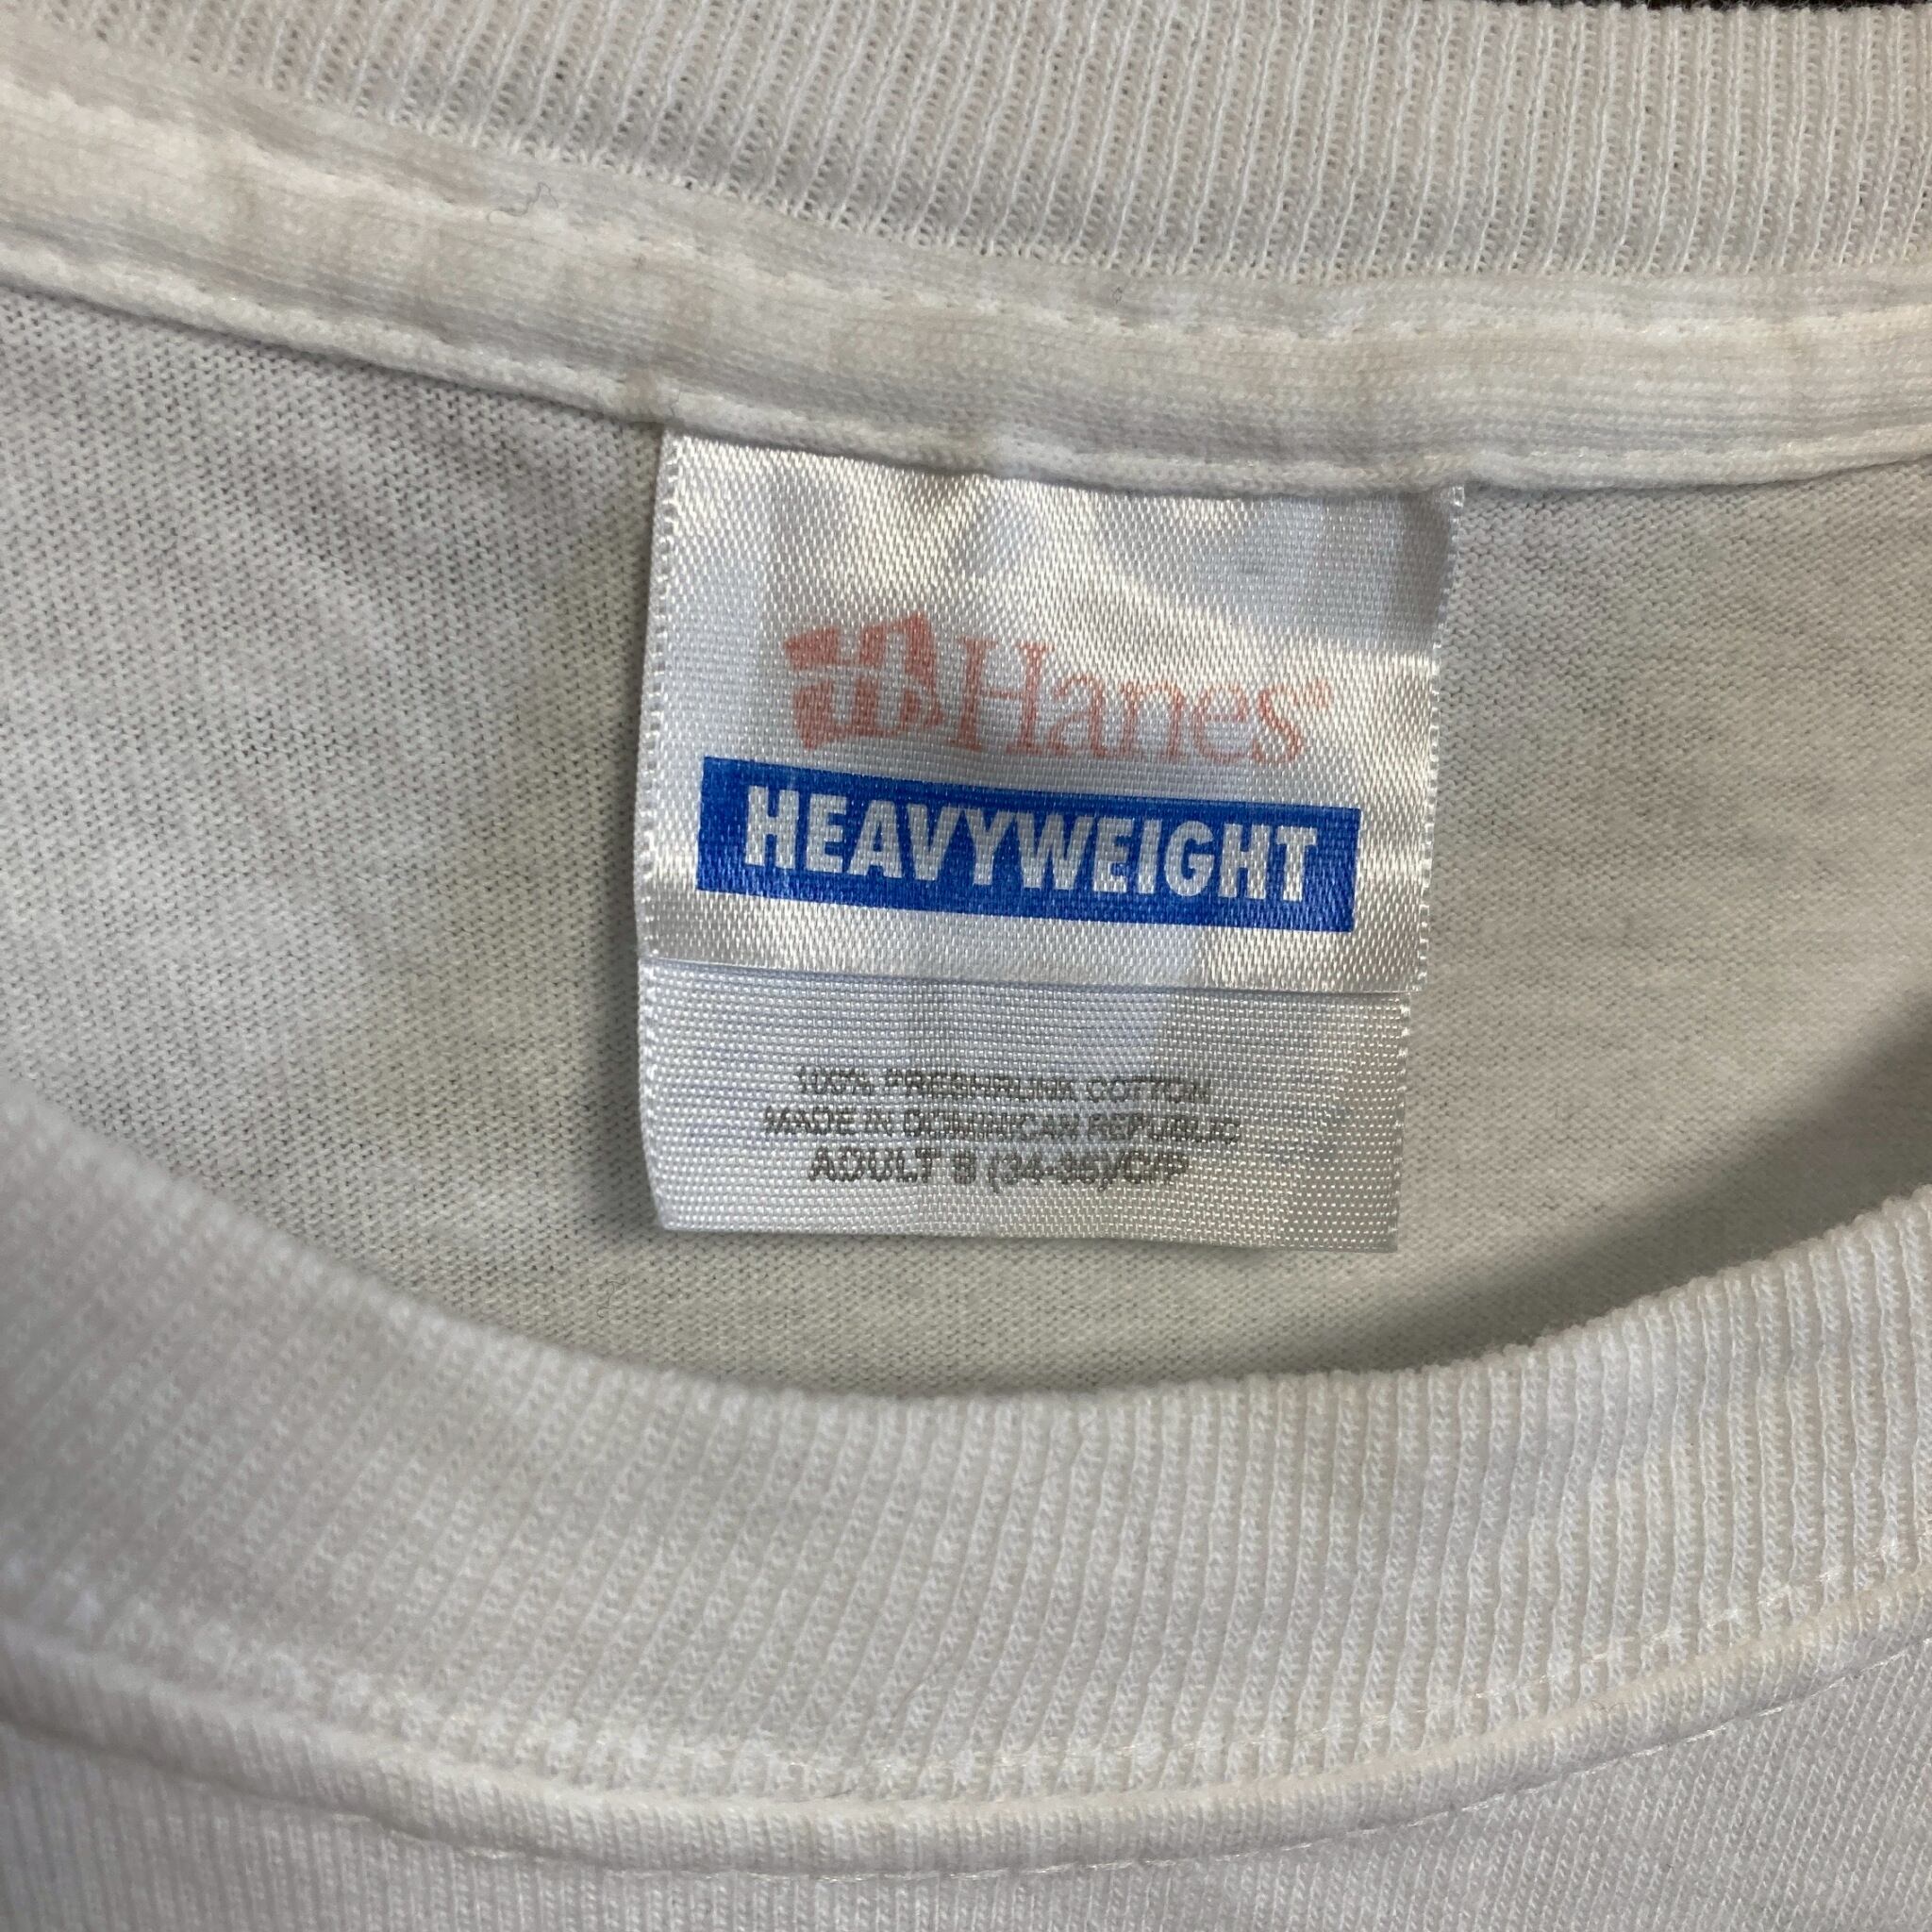 Hanes®
HEAVYWEIGHT
100% PRESHRUNK COTTON
MADE IN DOMINICAN REPUBLIC
ADULT S (34-36)/C/P